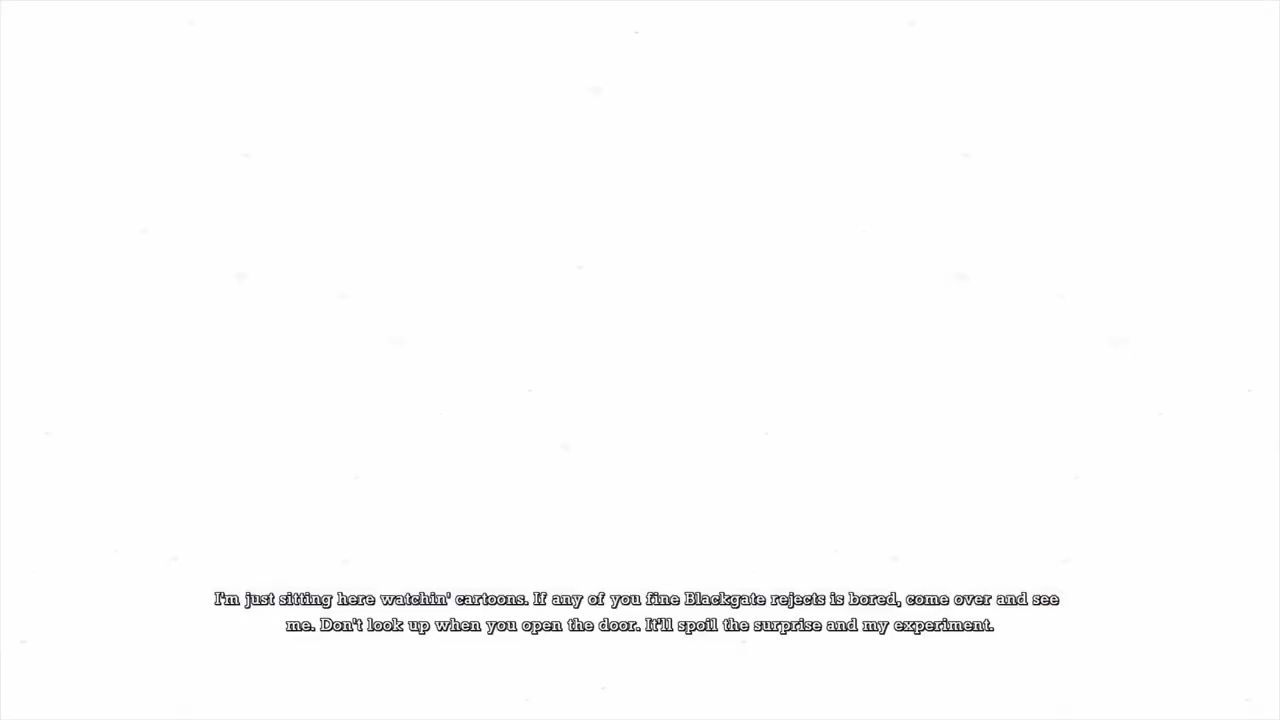 I'm just sitting here watchin' cartoons. If any of you fine Blackgate rejects is bored, come over and see
me. Don't look up when you open the door. It'll spoil the surprise and my experiment.